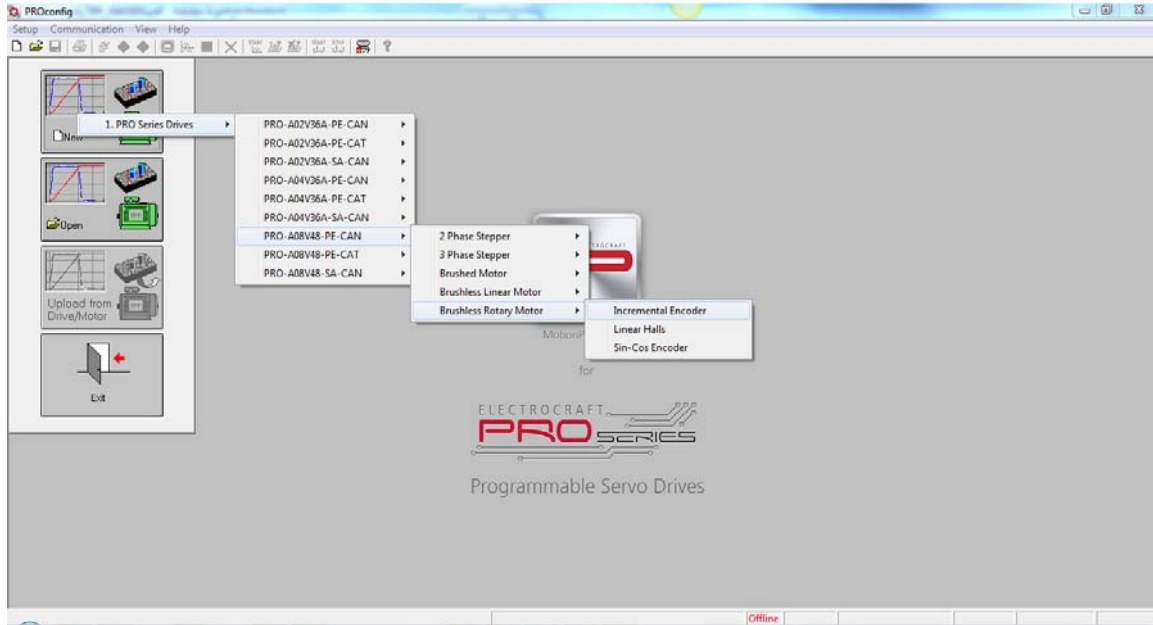 PROconfig
Setup Communication View Help
New
1. PRO Series Drives
PRO-A02V36A-PE-CAN
PRO-A02V36A-PE-CAT
PRO-A02V36A-SA-CAN
PRO-A04V36A-PE-CAN
PRO-A04V36A-PE-CAT
PRO-A04V36A-SA-CAN
PRO-A08V48-PE-CAN
PRO-A08V48-PE-CAT
PRO-A08V48-SA-CAN
2 Phase Stepper
3 Phase Stepper
Brushed Motor
Brushless Linear Motor
Brushless Rotary Motor
Incremental Encoder
Linear Halls
Sin-Cos Encoder
Open
Upload from
Drive/Motor
Exit
for
ELECTROCRAFT
PRO SERIES
Programmable Servo Drives
Offline